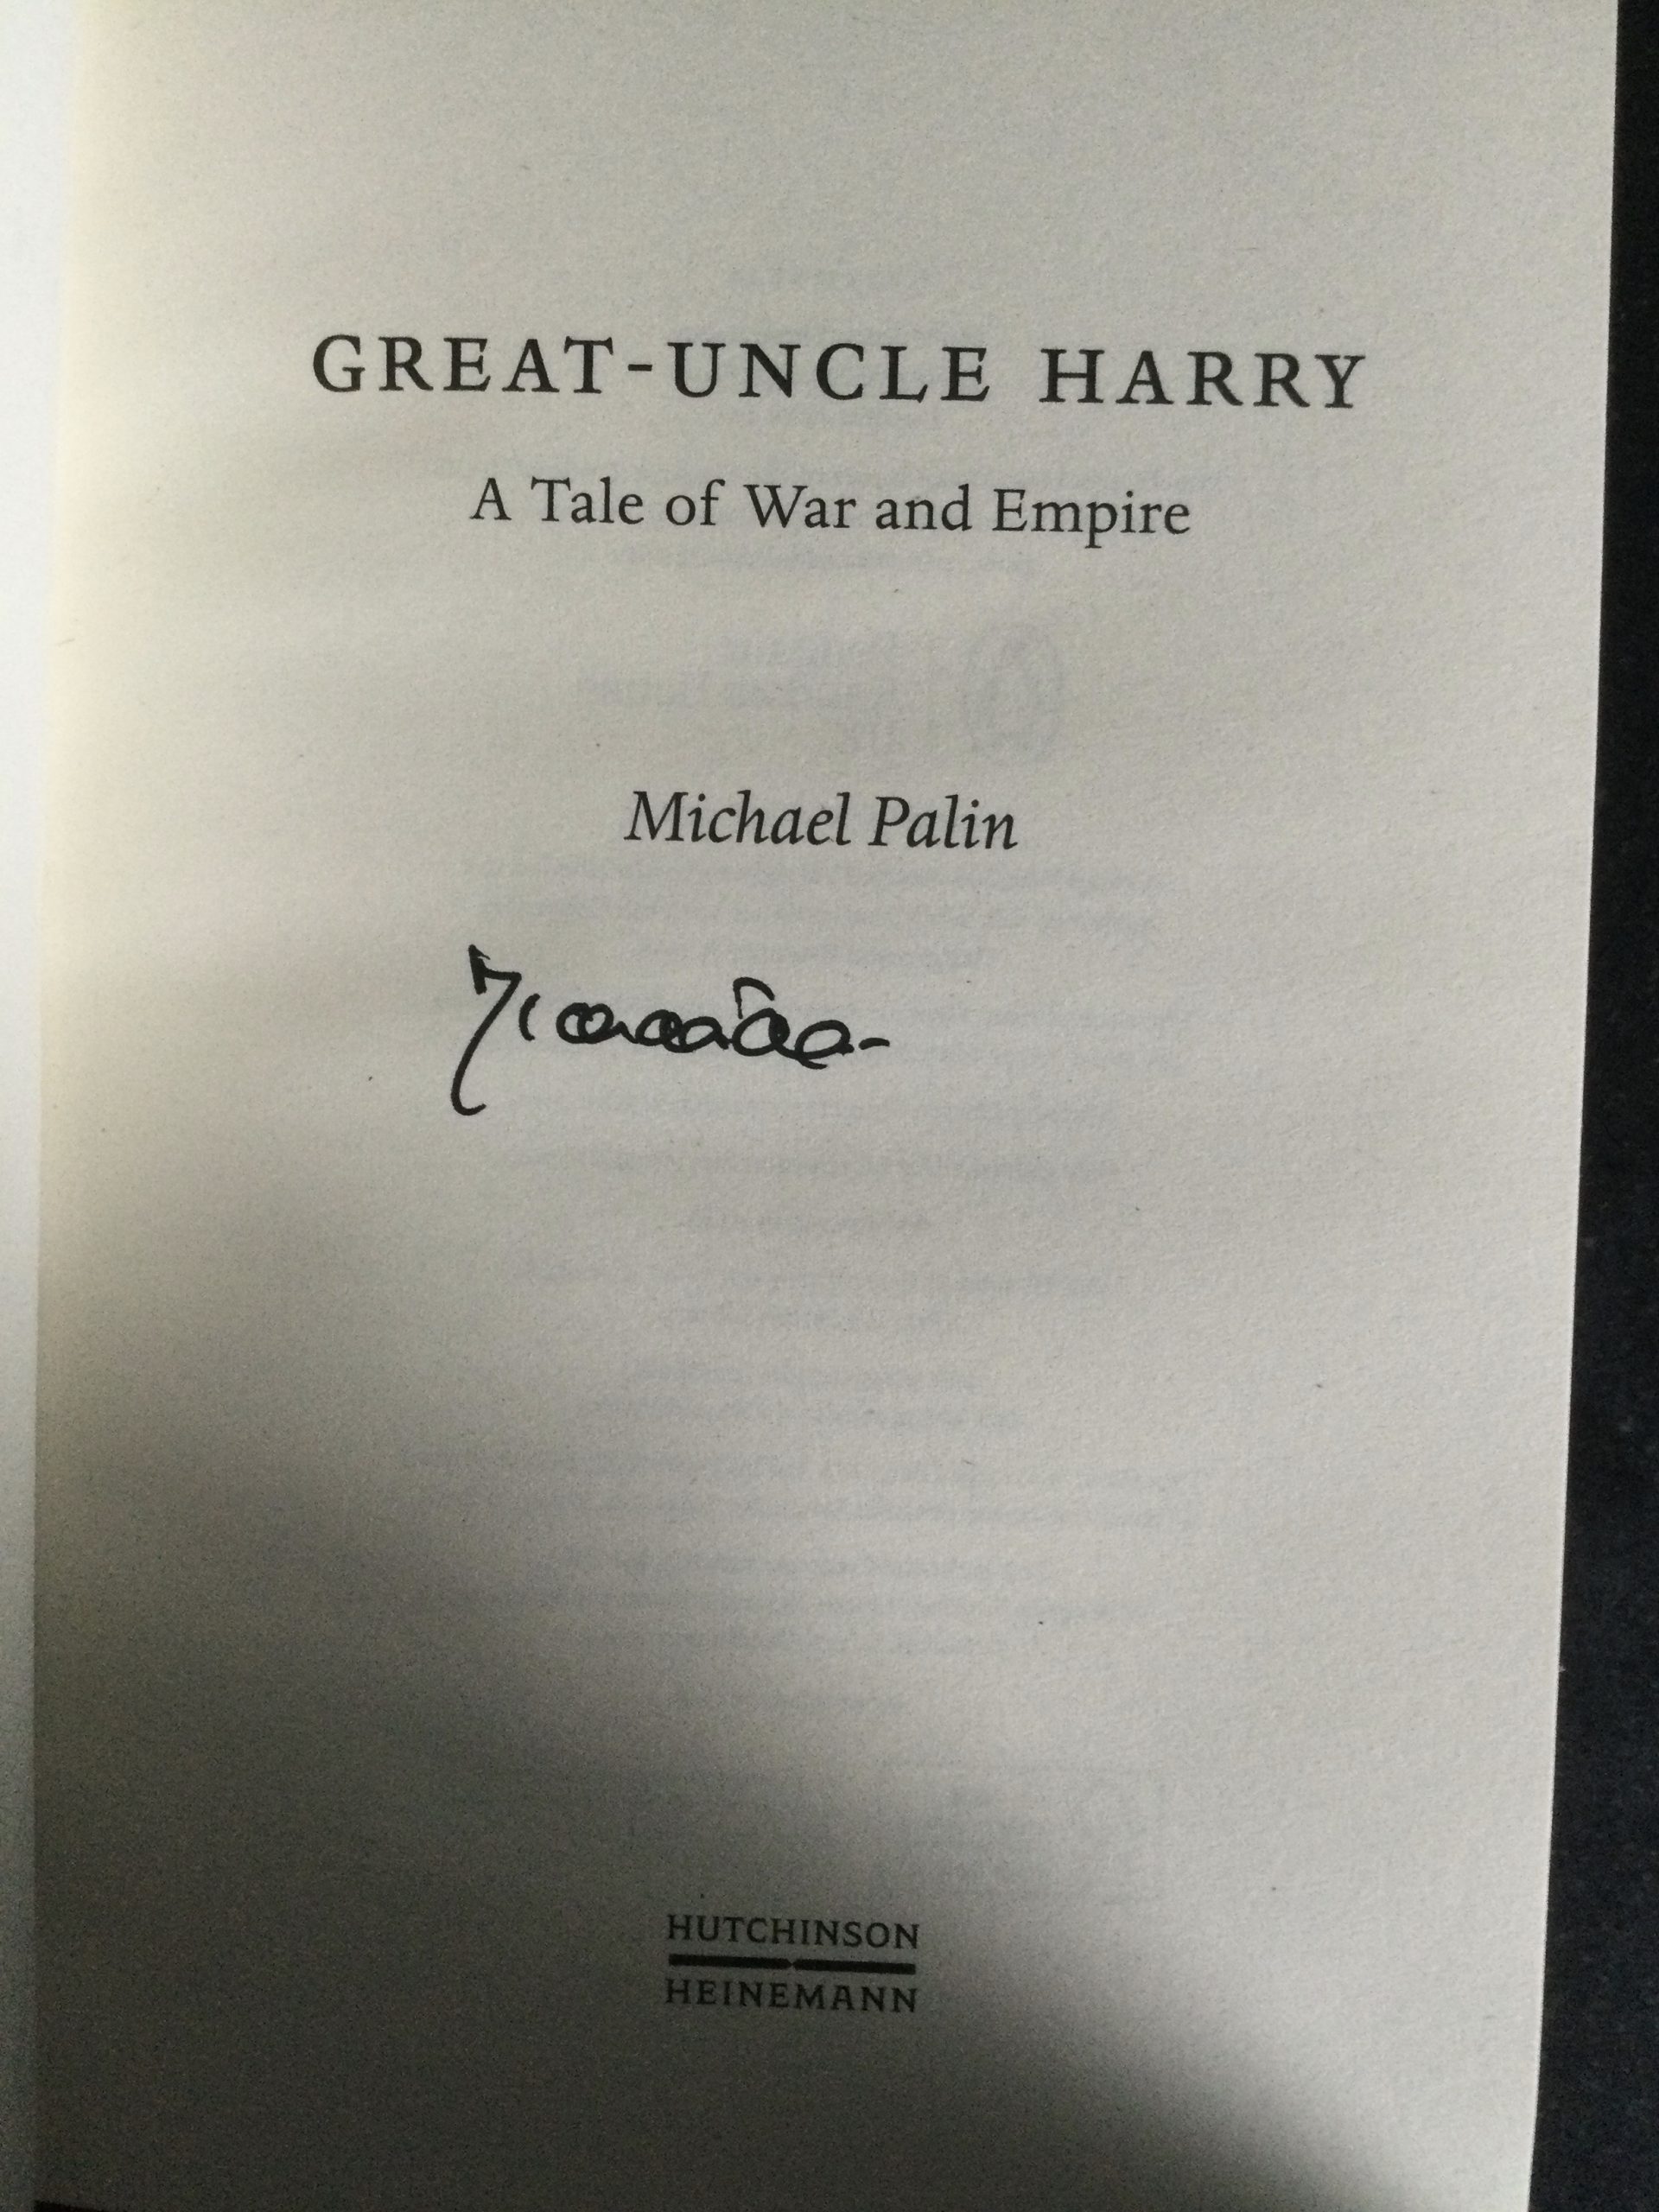 GREAT-UNCLE HARRY
A Tale of War and Empire
Michael Palin
HUTCHINSON
HEINEMANN